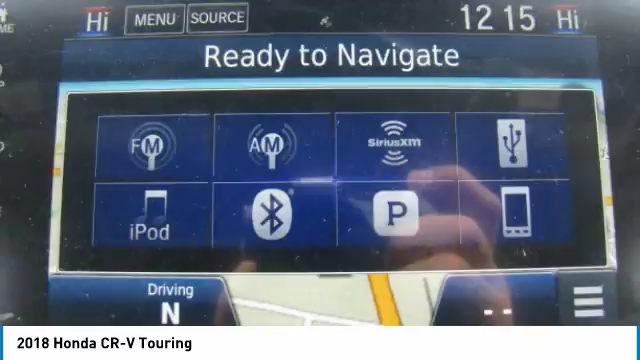 Hi MENU SOURCE 12 15 Hi
Ready to Navigate
FM AM SiriusXM
iPod P
Driving
N --
2018 Honda CR-V Touring